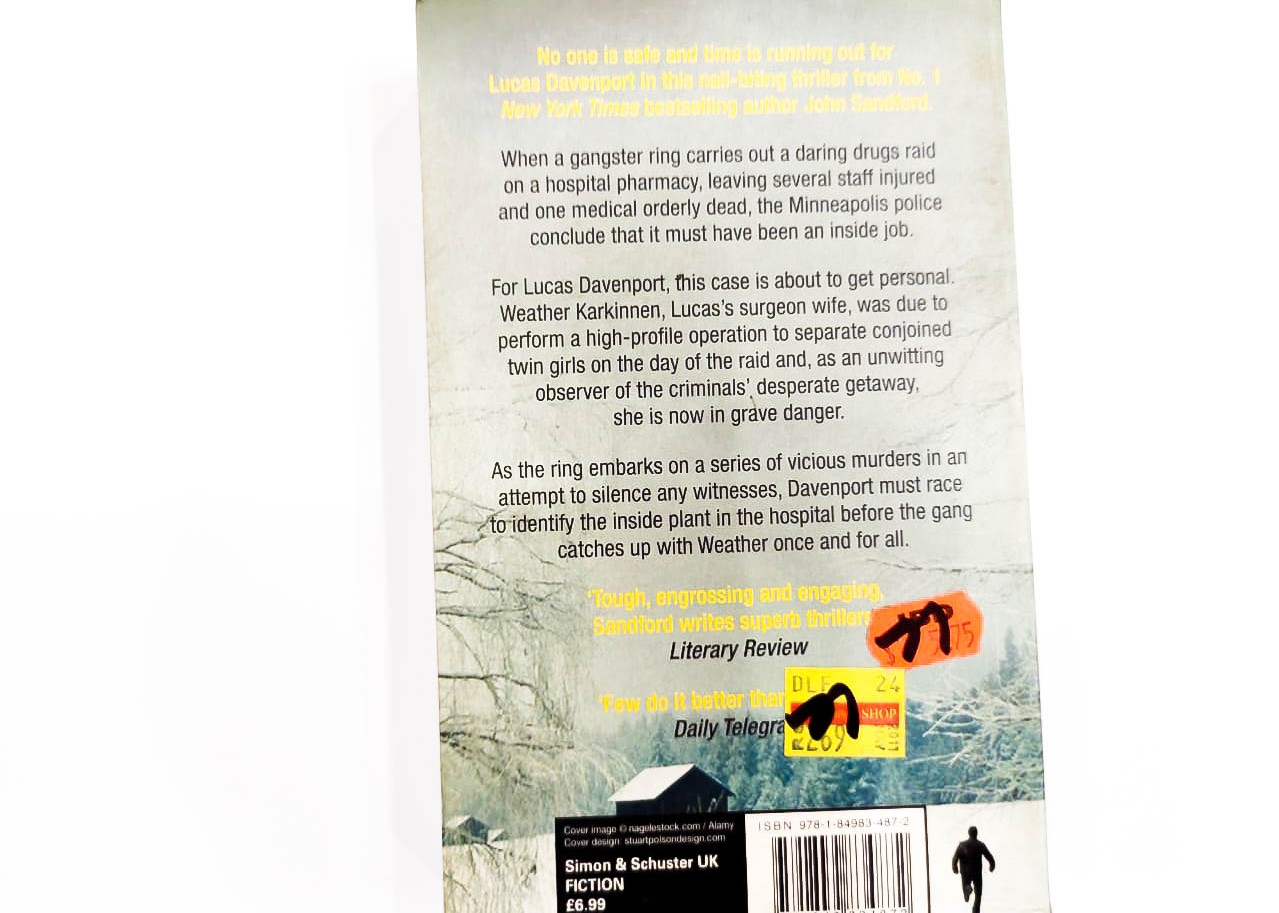 No one is safe and time is running out for
Lucas Davenport in this nail-biting thriller from No. 1
New York Times bestselling author John Sandford.
When a gangster ring carries out a daring drugs raid
on a hospital pharmacy, leaving several staff injured
and one medical orderly dead, the Minneapolis police
conclude that it must have been an inside job.
For Lucas Davenport, this case is about to get personal.
Weather Karkinnen, Lucas's surgeon wife, was due to
perform a high-profile operation to separate conjoined
twin girls on the day of the raid and, as an unwitting
observer of the criminals' desperate getaway,
she is now in grave danger.
As the ring embarks on a series of vicious murders in an
attempt to silence any witnesses, Davenport must race
to identify the inside plant in the hospital before the gang
catches up with Weather once and for all.
'Tough, engrossing and engaging,
Sandford writes superb thrillers
Literary Review
'Few do it better than
DLF 24
SHOP
Daily Telegra
R269
Cover image © nagelestock.com / Alamy
Cover design stuartpolsondesign.com
Simon & Schuster UK
FICTION
£6.99
ISBN 978-1-84983-487-2